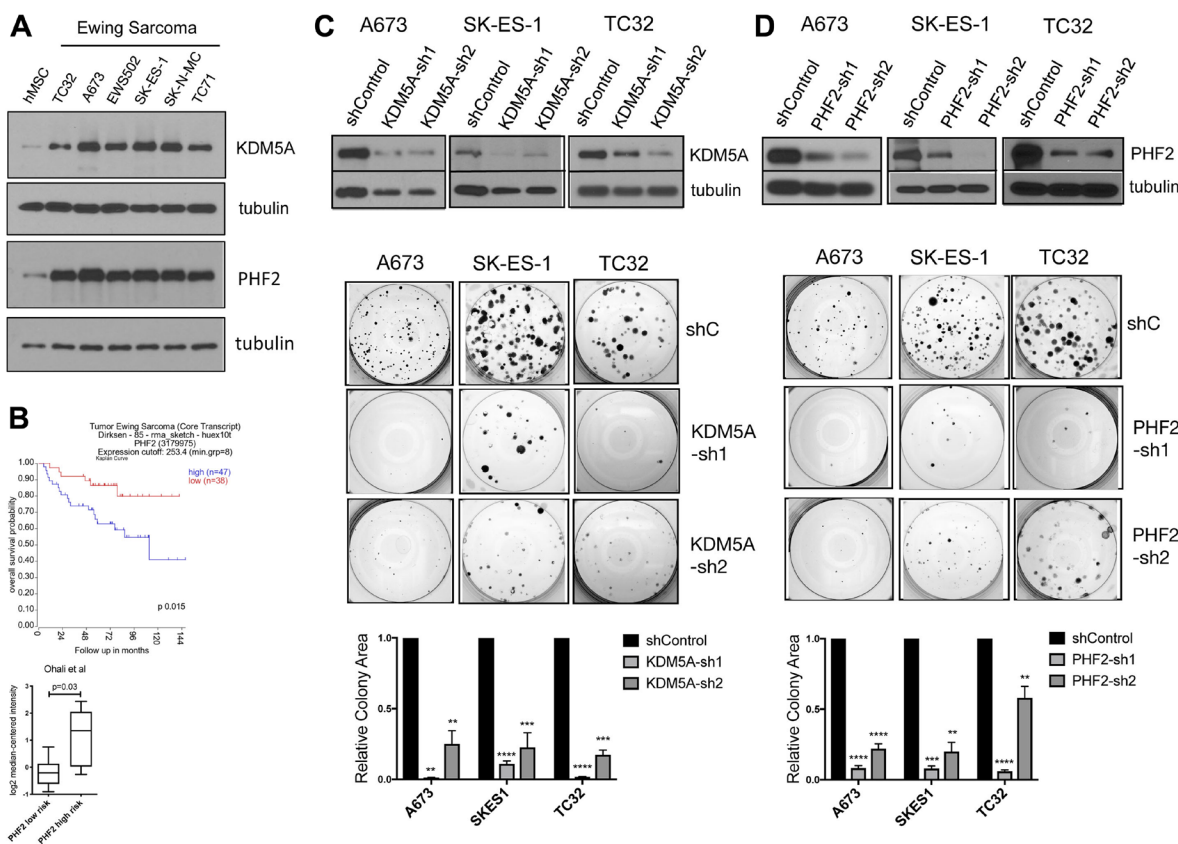 A
Ewing Sarcoma
hMSC
TC32
A673
EWS502
SK-ES-1
SK-N-MC
TC71
KDM5A
tubulin
PHF2
tubulin
B
Tumor Ewing Sarcoma (Core Transcript)
Dirksen - 85 - rma_sketch - huex10t
PHF2 (3179975)
Expression cutoff: 253.4 (min.grp=8)
Kaplan Curve
high (n=47)
low (n=38)
overall survival probability
1.00
0.90
0.80
0.70
0.60
0.50
0.40
0.30
0.20
0.10
0.00
p 0.015
0 24 48 72 96 120 144
Follow up in months
Ohali et al
p=0.03
log2 median-centered intensity
3
2
1
0
-1
PHF2 low risk
PHF2 high risk
C
A673 SK-ES-1 TC32
shControl
KDM5A-sh1
KDM5A-sh2
shControl
KDM5A-sh1
KDM5A-sh2
shControl
KDM5A-sh1
KDM5A-sh2
KDM5A
tubulin
A673 SK-ES-1 TC32
shC
KDM5A
-sh1
KDM5A
-sh2
Relative Colony Area
1.0
0.5
0.0
** ** **** *** **** ***
A673 SKES1 TC32
shControl
KDM5A-sh1
KDM5A-sh2
D
A673 SK-ES-1 TC32
shControl
PHF2-sh1
PHF2-sh2
shControl
PHF2-sh1
PHF2-sh2
shControl
PHF2-sh1
PHF2-sh2
PHF2
tubulin
A673 SK-ES-1 TC32
shC
PHF2
-sh1
PHF2
-sh2
Relative Colony Area
1.0
0.5
0.0
**** **** *** ** **** **
A673 SKES1 TC32
shControl
PHF2-sh1
PHF2-sh2